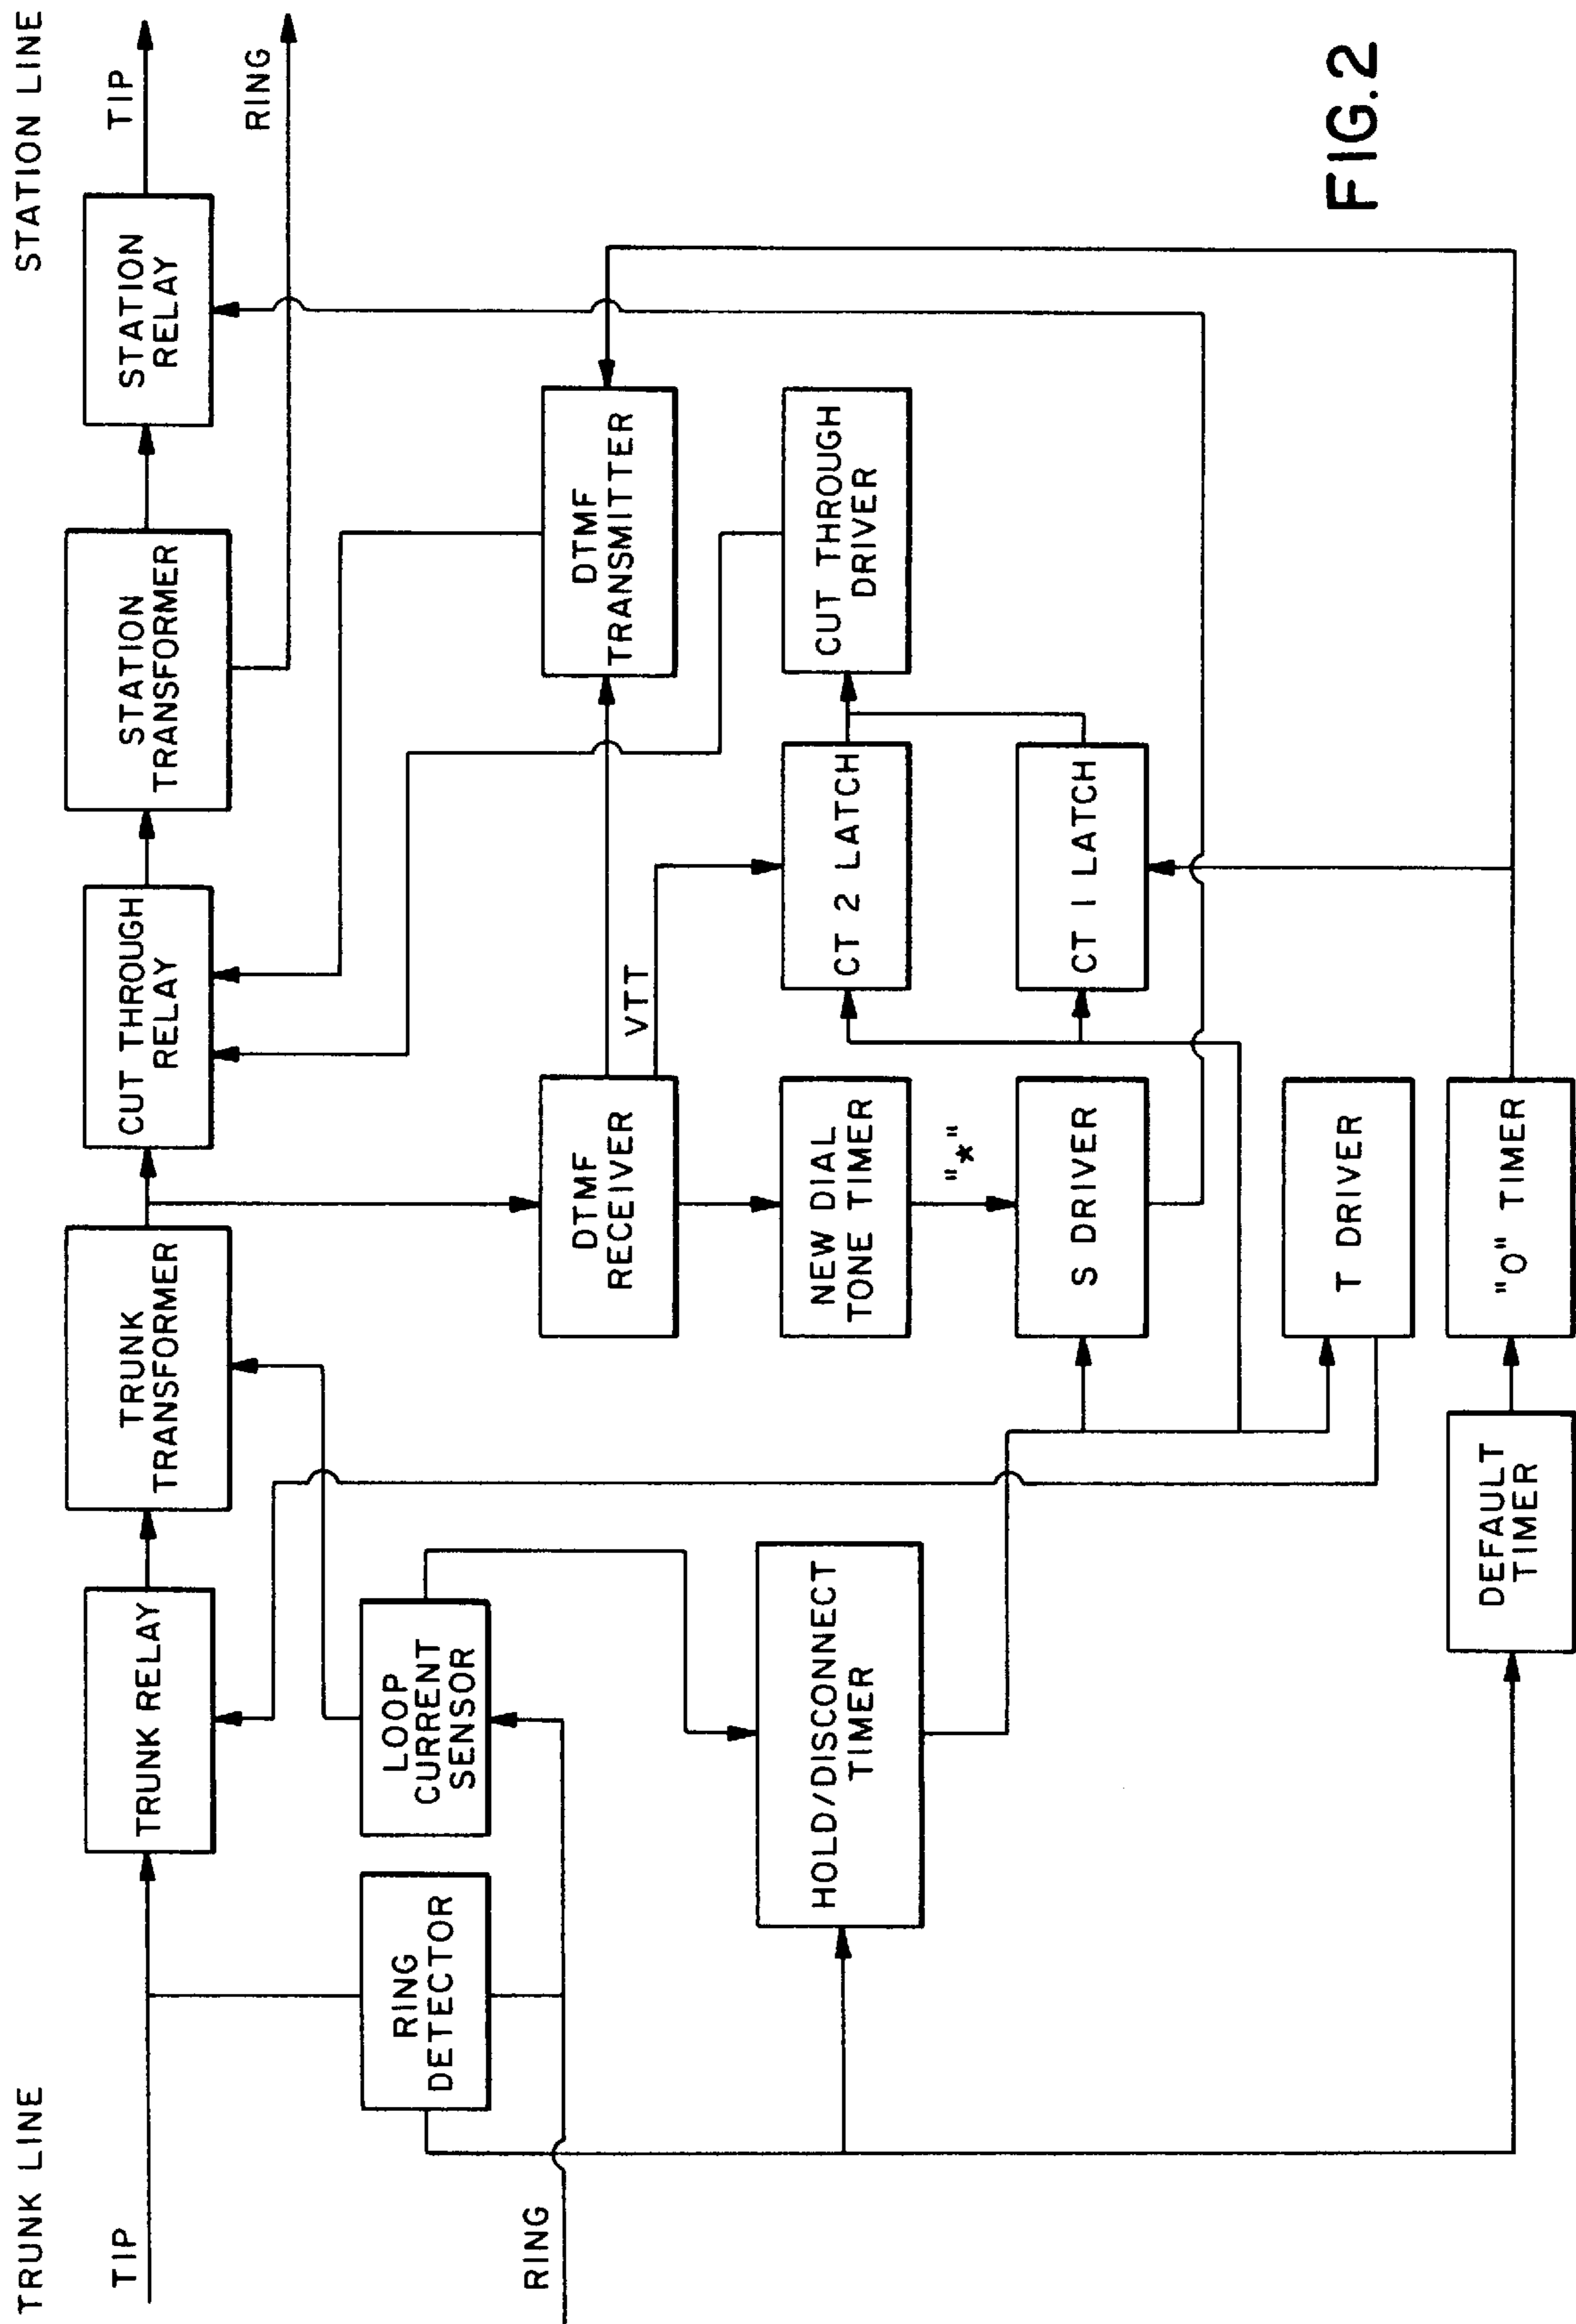 TRUNK LINE
STATION LINE
TIP
TRUNK RELAY
TRUNK
TRANSFORMER
CUT THROUGH
RELAY
STATION
TRANSFORMER
STATION
RELAY
TIP
RING
RING
DETECTOR
LOOP
CURRENT
SENSOR
RING
DTMF
RECEIVER
VTT
DTMF
TRANSMITTER
HOLD/DISCONNECT
TIMER
NEW DIAL
TONE TIMER
CT 2 LATCH
CUT THROUGH
DRIVER
"*"
S DRIVER
CT 1 LATCH
T DRIVER
DEFAULT
TIMER
"0" TIMER
FIG.2